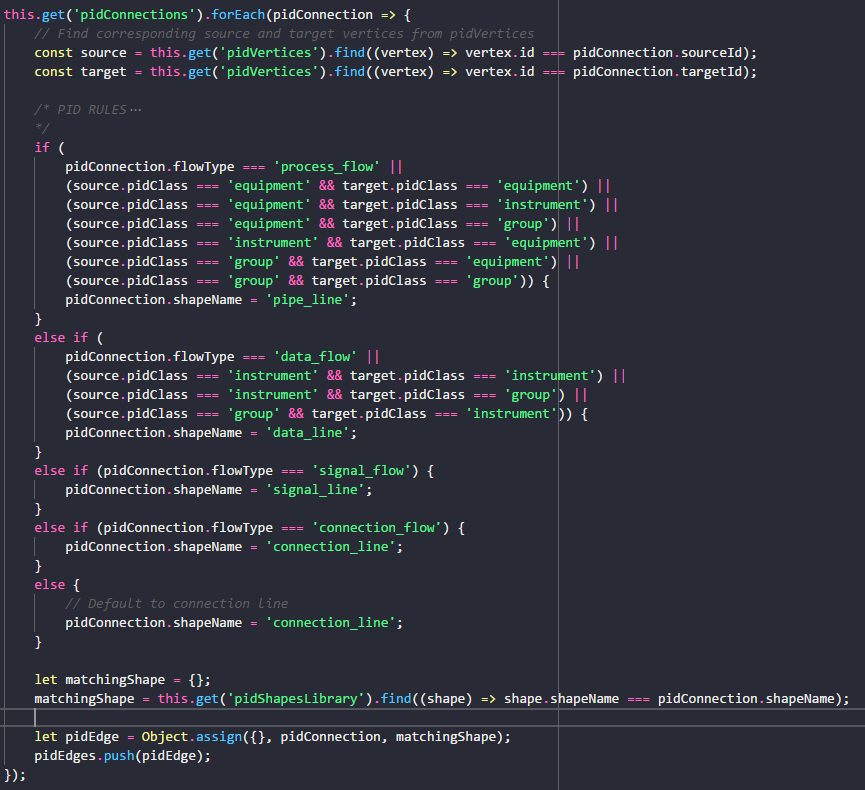 this.get('pidConnections').forEach(pidConnection => {
// Find corresponding source and target vertices from pidVertices
const source = this.get('pidVertices').find((vertex) => vertex.id === pidConnection.sourceId);
const target = this.get('pidVertices').find((vertex) => vertex.id === pidConnection.targetId);
/* PID RULES…
*/
if (
pidConnection.flowType === 'process_flow' ||
(source.pidClass === 'equipment' && target.pidClass === 'equipment') ||
(source.pidClass === 'equipment' && target.pidClass === 'instrument') ||
(source.pidClass === 'equipment' && target.pidClass === 'group') ||
(source.pidClass === 'instrument' && target.pidClass === 'equipment') ||
(source.pidClass === 'group' && target.pidClass === 'equipment') ||
(source.pidClass === 'group' && target.pidClass === 'group')) {
pidConnection.shapeName = 'pipe_line';
}
else if (
pidConnection.flowType === 'data_flow' ||
(source.pidClass === 'instrument' && target.pidClass === 'instrument') ||
(source.pidClass === 'instrument' && target.pidClass === 'group') ||
(source.pidClass === 'group' && target.pidClass === 'instrument')) {
pidConnection.shapeName = 'data_line';
}
else if (pidConnection.flowType === 'signal_flow') {
pidConnection.shapeName = 'signal_line';
}
else if (pidConnection.flowType === 'connection_flow') {
pidConnection.shapeName = 'connection_line';
}
else {
// Default to connection line
pidConnection.shapeName = 'connection_line';
}
let matchingShape = {};
matchingShape = this.get('pidShapesLibrary').find((shape) => shape.shapeName === pidConnection.shapeName);
let pidEdge = Object.assign({}, pidConnection, matchingShape);
pidEdges.push(pidEdge);
});